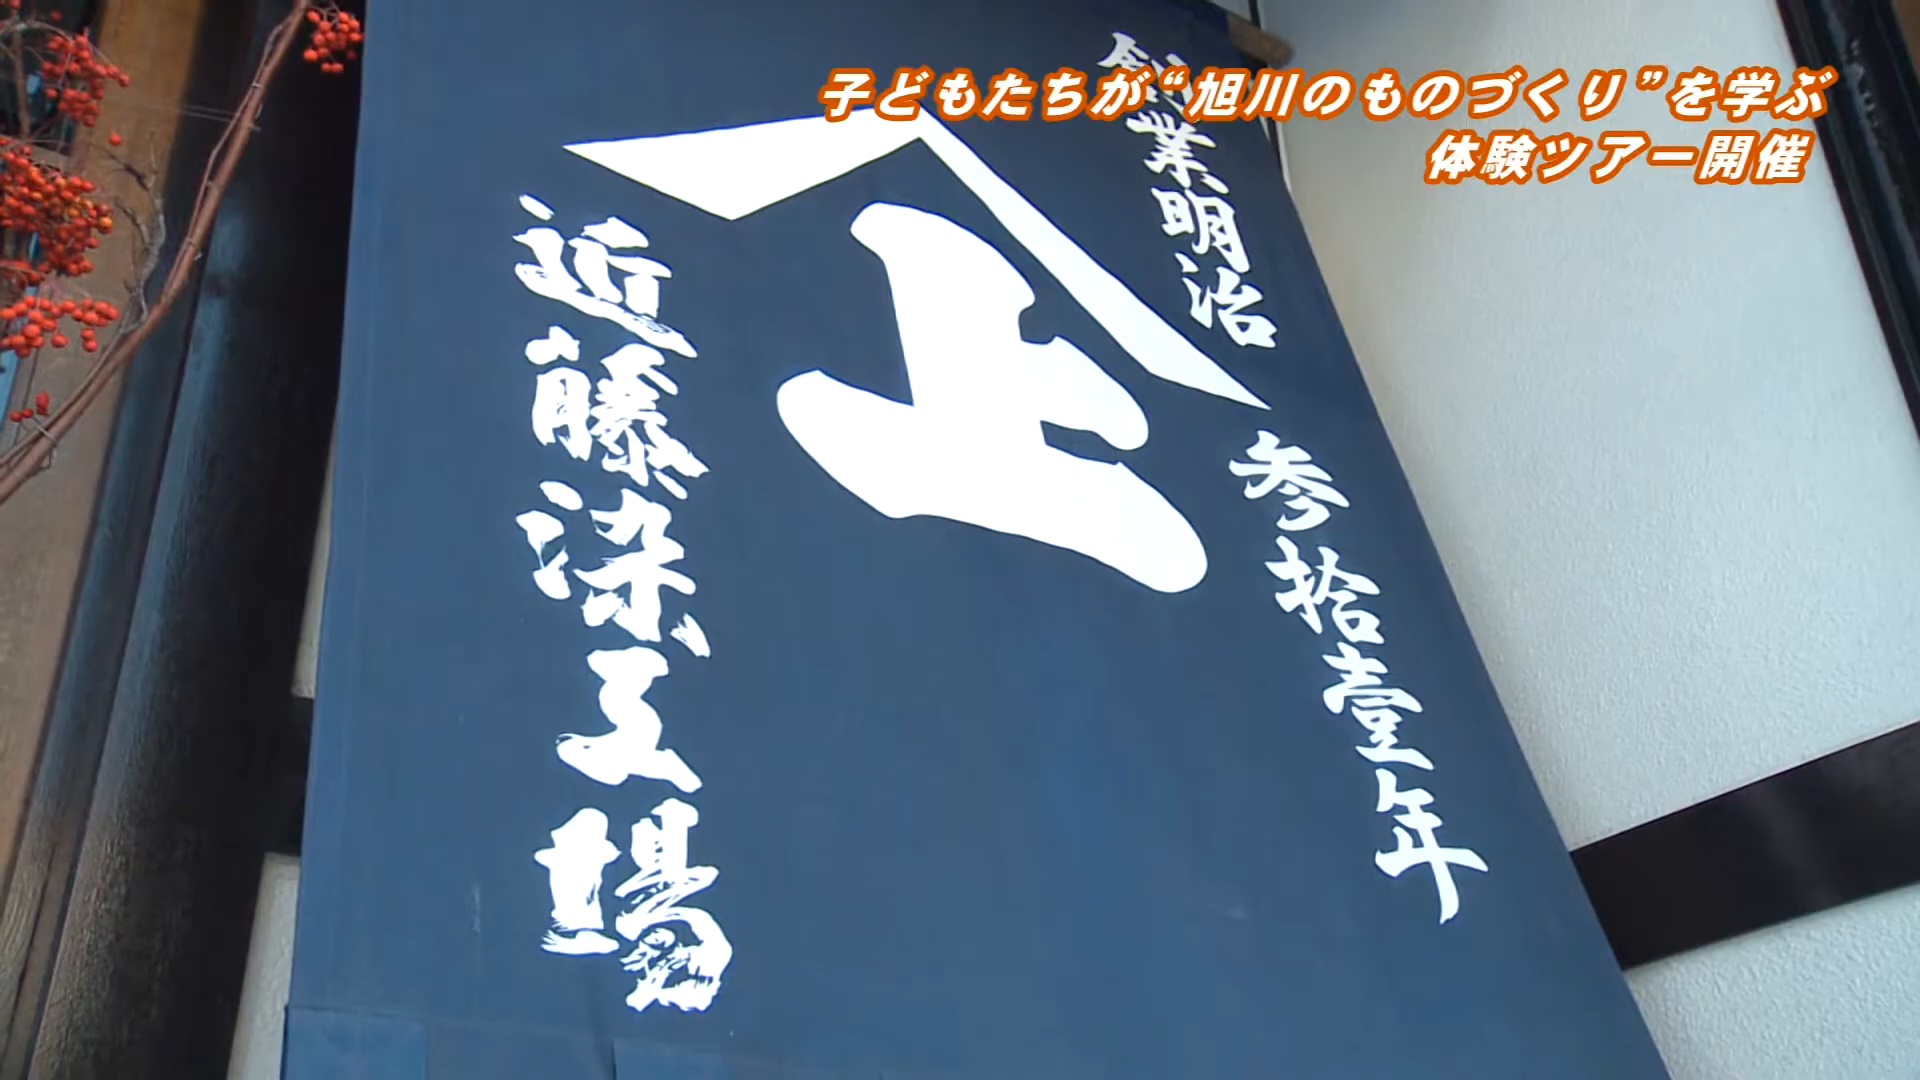 子どもたちが“旭川のものづくり”を学ぶ
体験ツアー開催
創業明治
参拾壹年
近藤染工場